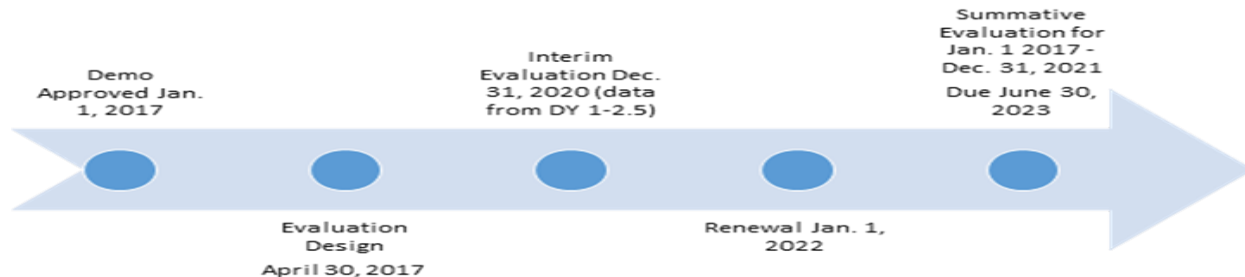 Demo
Approved Jan.
1, 2017
Evaluation
Design
April 30, 2017
Interim
Evaluation Dec.
31, 2020 (data
from DY 1-2.5)
Renewal Jan. 1,
2022
Summative
Evaluation for
Jan. 1 2017 -
Dec. 31, 2021
Due June 30,
2023